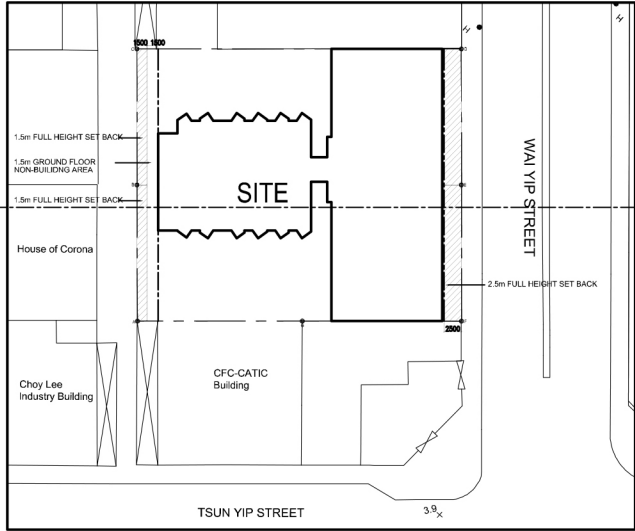 H
H
1500 1500
1.5m FULL HEIGHT SET BACK
1.5m GROUND FLOOR
NON-BUILIDNG AREA
1.5m FULL HEIGHT SET BACK
SITE
WAI YIP STREET
House of Corona
2.5m FULL HEIGHT SET BACK
2500
CFC-CATIC
Building
Choy Lee
Industry Building
TSUN YIP STREET
3.9